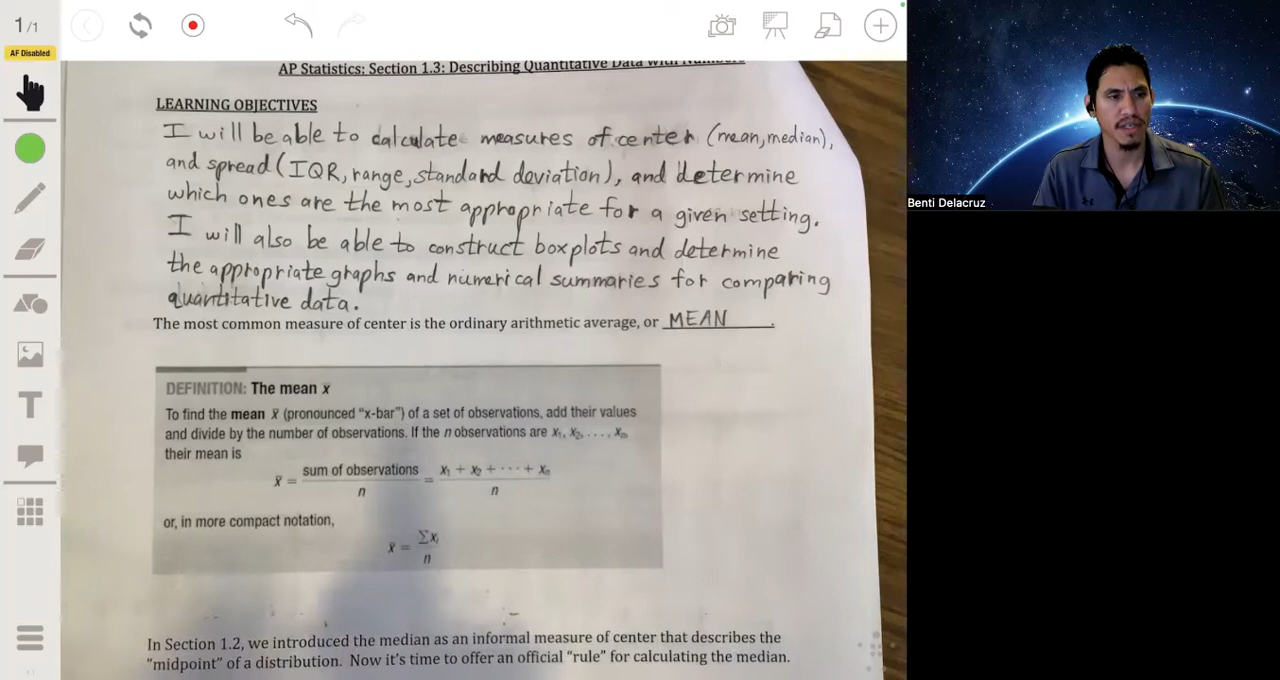 1/1
AF Disabled
T
AP Statistics: Section 1.3: Describing Quantitative Data with Numbers
LEARNING OBJECTIVES
I will be able to calculate measures of center (mean, median),
and spread (IQR, range, standard deviation), and determine
which ones are the most appropriate for a given setting.
I will also be able to construct boxplots and determine
the appropriate graphs and numerical summaries for comparing
quantitative data.
The most common measure of center is the ordinary arithmetic average, or MEAN.
DEFINITION: The mean x̄
To find the mean x̄ (pronounced "x-bar") of a set of observations, add their values
and divide by the number of observations. If the n observations are x₁, x₂, . . . , xₙ,
their mean is
x̄ = sum of observations / n = x₁ + x₂ + · · · + xₙ / n
or, in more compact notation,
x̄ = Σxᵢ / n
In Section 1.2, we introduced the median as an informal measure of center that describes the
"midpoint" of a distribution. Now it's time to offer an official "rule" for calculating the median.
Benti Delacruz